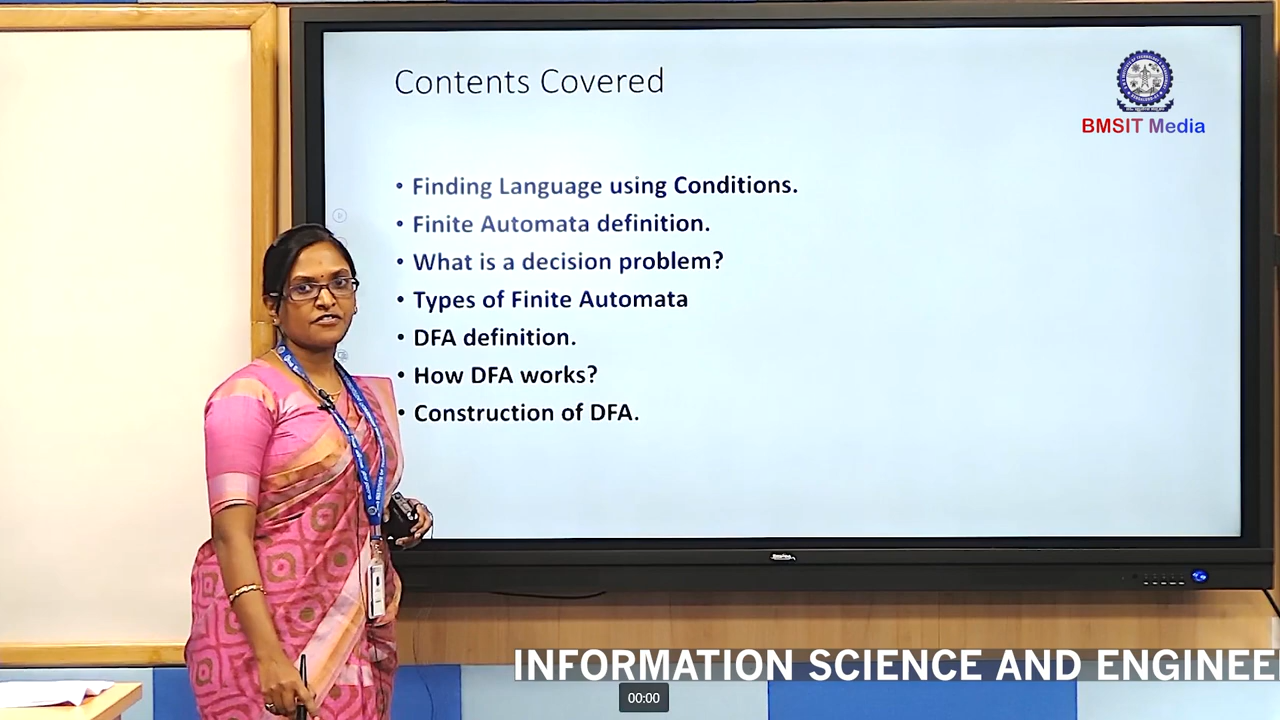 Contents Covered
BMSIT Media
• Finding Language using Conditions.
• Finite Automata definition.
• What is a decision problem?
• Types of Finite Automata
• DFA definition.
• How DFA works?
• Construction of DFA.
INFORMATION SCIENCE AND ENGINEE
00:00